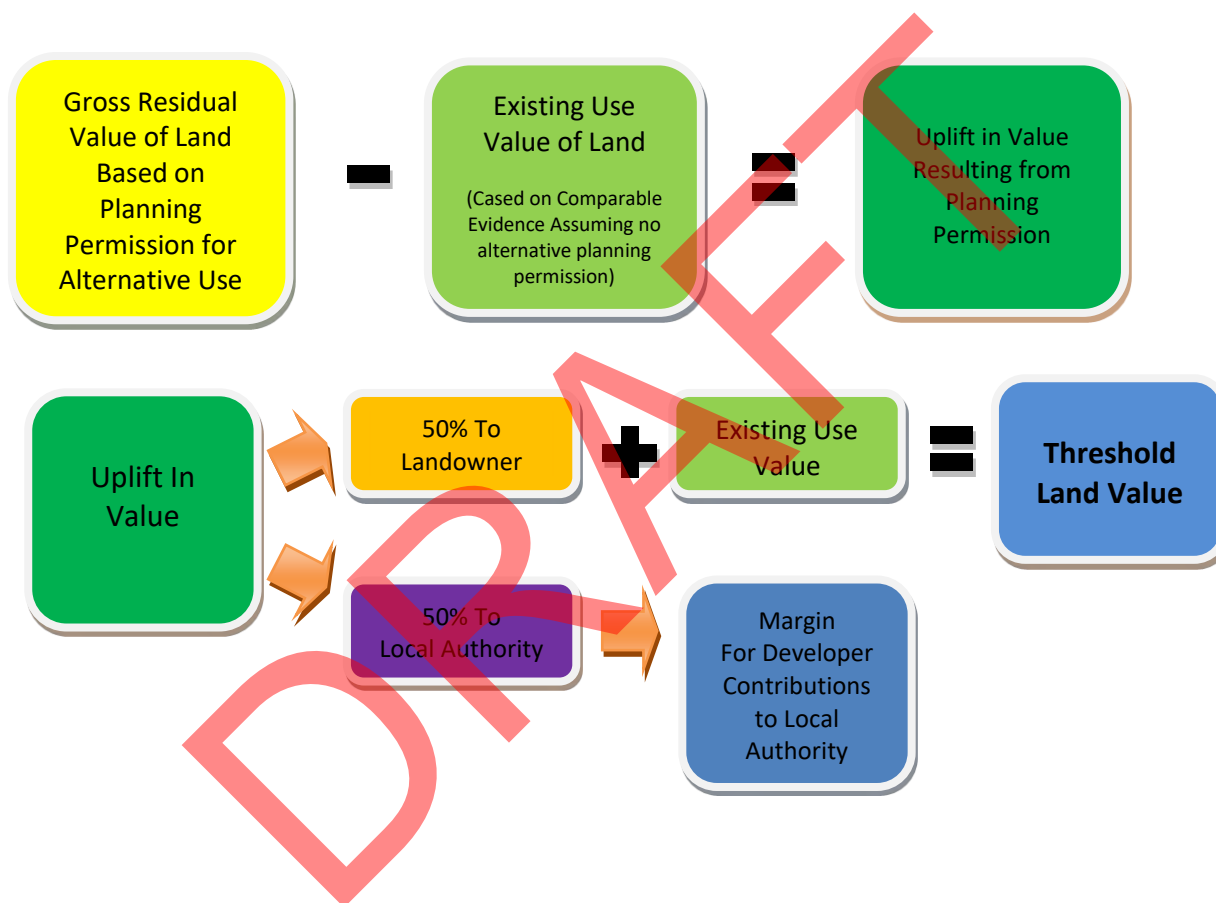 Gross Residual
Value of Land
Based on
Planning
Permission for
Alternative Use
Existing Use
Value of Land
(Cased on Comparable
Evidence Assuming no
alternative planning
permission)
Uplift in Value
Resulting from
Planning
Permission
Uplift In
Value
50% To
Landowner
Existing Use
Value
Threshold
Land Value
50% To
Local Authority
Margin
For Developer
Contributions
to Local
Authority
DRAFT